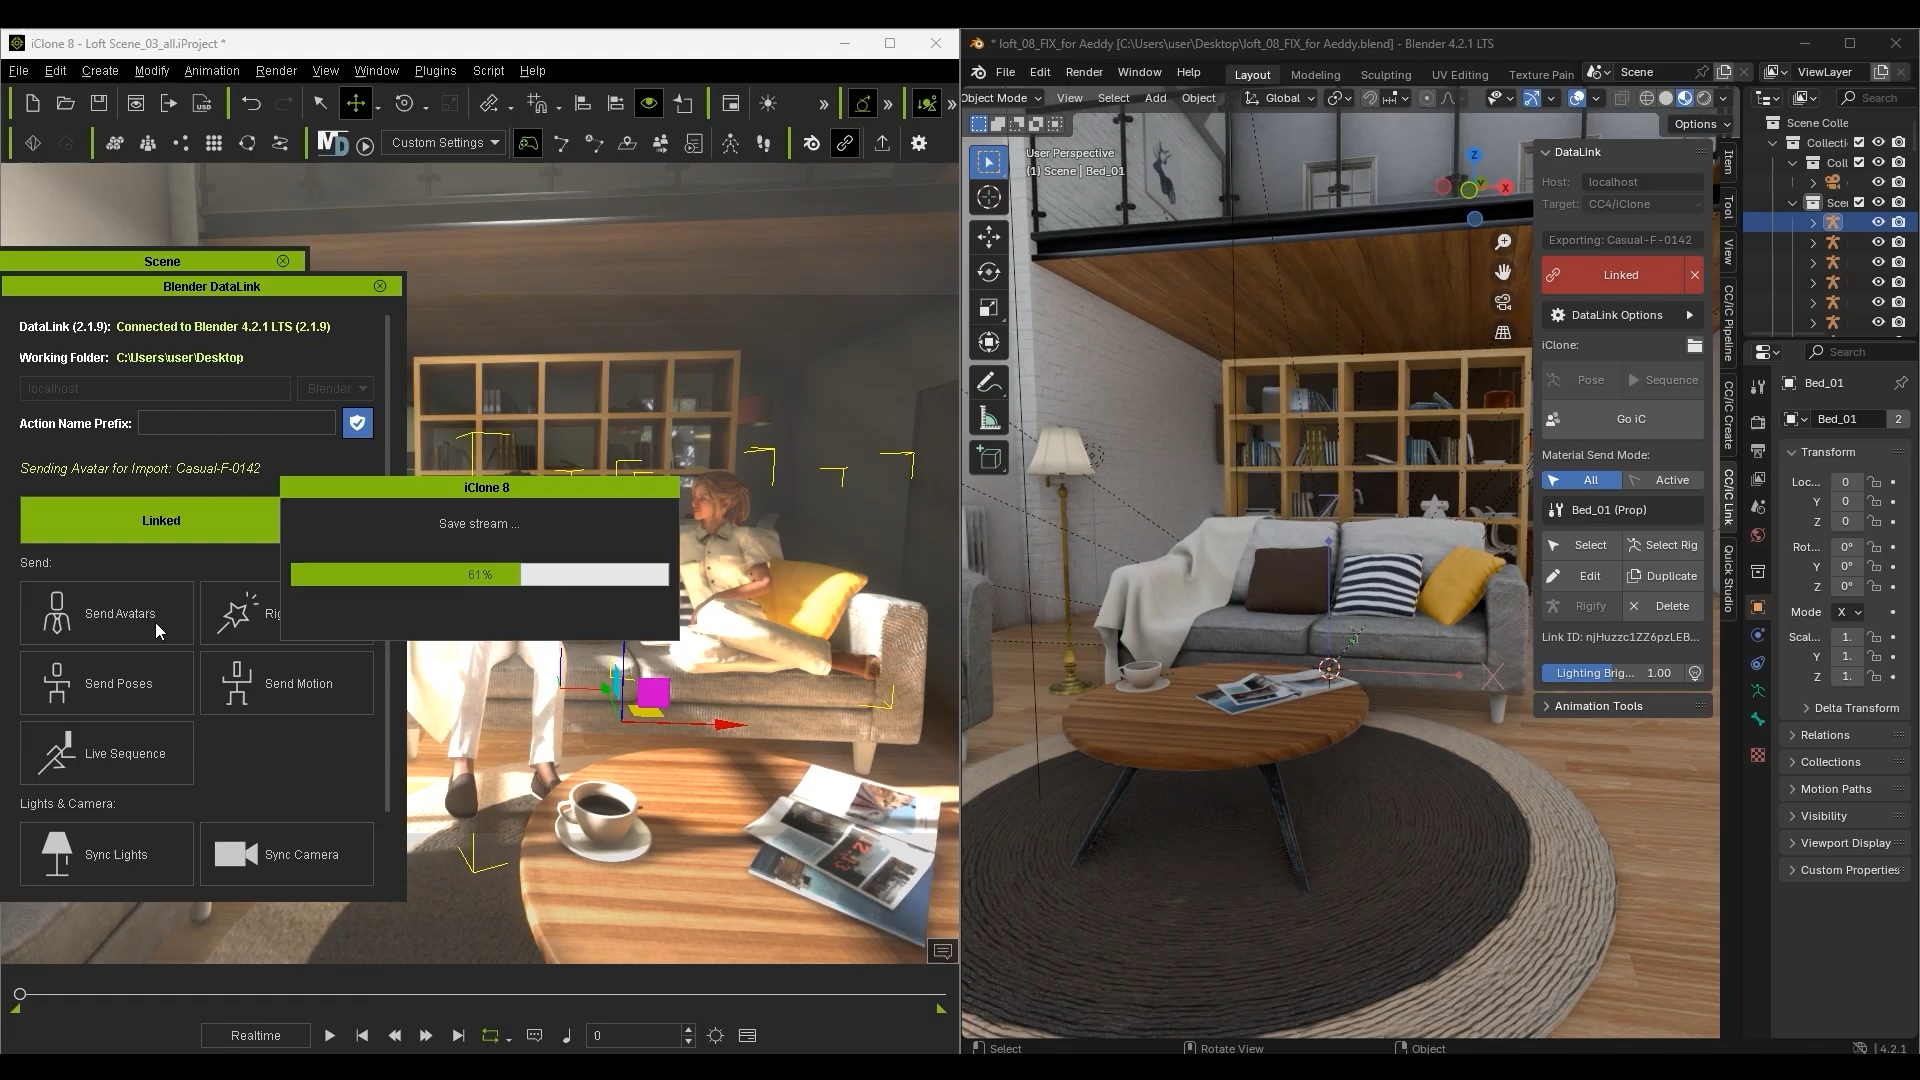 iClone 8 - Loft Scene_03_all.iProject *
File Edit Create Modify Animation Render View Window Plugins Script Help
MD
Custom Settings
Scene
Blender DataLink
DataLink (2.1.9): Connected to Blender 4.2.1 LTS (2.1.9)
Working Folder: C:\Users\user\Desktop
localhost
Blender
Action Name Prefix:
Sending Avatar for Import: Casual-F-0142
Linked
Send:
Send Avatars
Rig
Send Poses
Send Motion
Live Sequence
Lights & Camera:
Sync Lights
Sync Camera
iClone 8
Save stream ...
61%
Realtime
0
* loft_08_FIX_for Aeddy [C:\Users\user\Desktop\loft_08_FIX_for Aeddy.blend] - Blender 4.2.1 LTS
File Edit Render Window Help
Layout Modeling Sculpting UV Editing Texture Pain
Scene
ViewLayer
Object Mode View Select Add Object
Global
Options
User Perspective
(1) Scene | Bed_01
Z
Y
X
DataLink
Host: localhost
Target: CC4/iClone
Exporting: Casual-F-0142
Linked
DataLink Options
iClone:
Pose
Sequence
Go iC
Material Send Mode:
All
Active
Bed_01 (Prop)
Select
Select Rig
Edit
Duplicate
Rigify
Delete
Link ID: njHuzzc1ZZ6pzLEB...
Lighting Brig... 1.00
Animation Tools
Item
Tool
View
CC/iC Pipeline
CC/iC Create
CC/iC Link
Quick Studio
Search
Scene Colle
Collecti
Coll
Scer
Search
Bed_01
Bed_01
2
Transform
Loc... 0
Y 0
Z 0
Rot... 0°
Y 0°
Z 0°
Mode X
Scal... 1.
Y 1.
Z 1.
Delta Transform
Relations
Collections
Motion Paths
Visibility
Viewport Display
Custom Properties
Select
Rotate View
Object
4.2.1